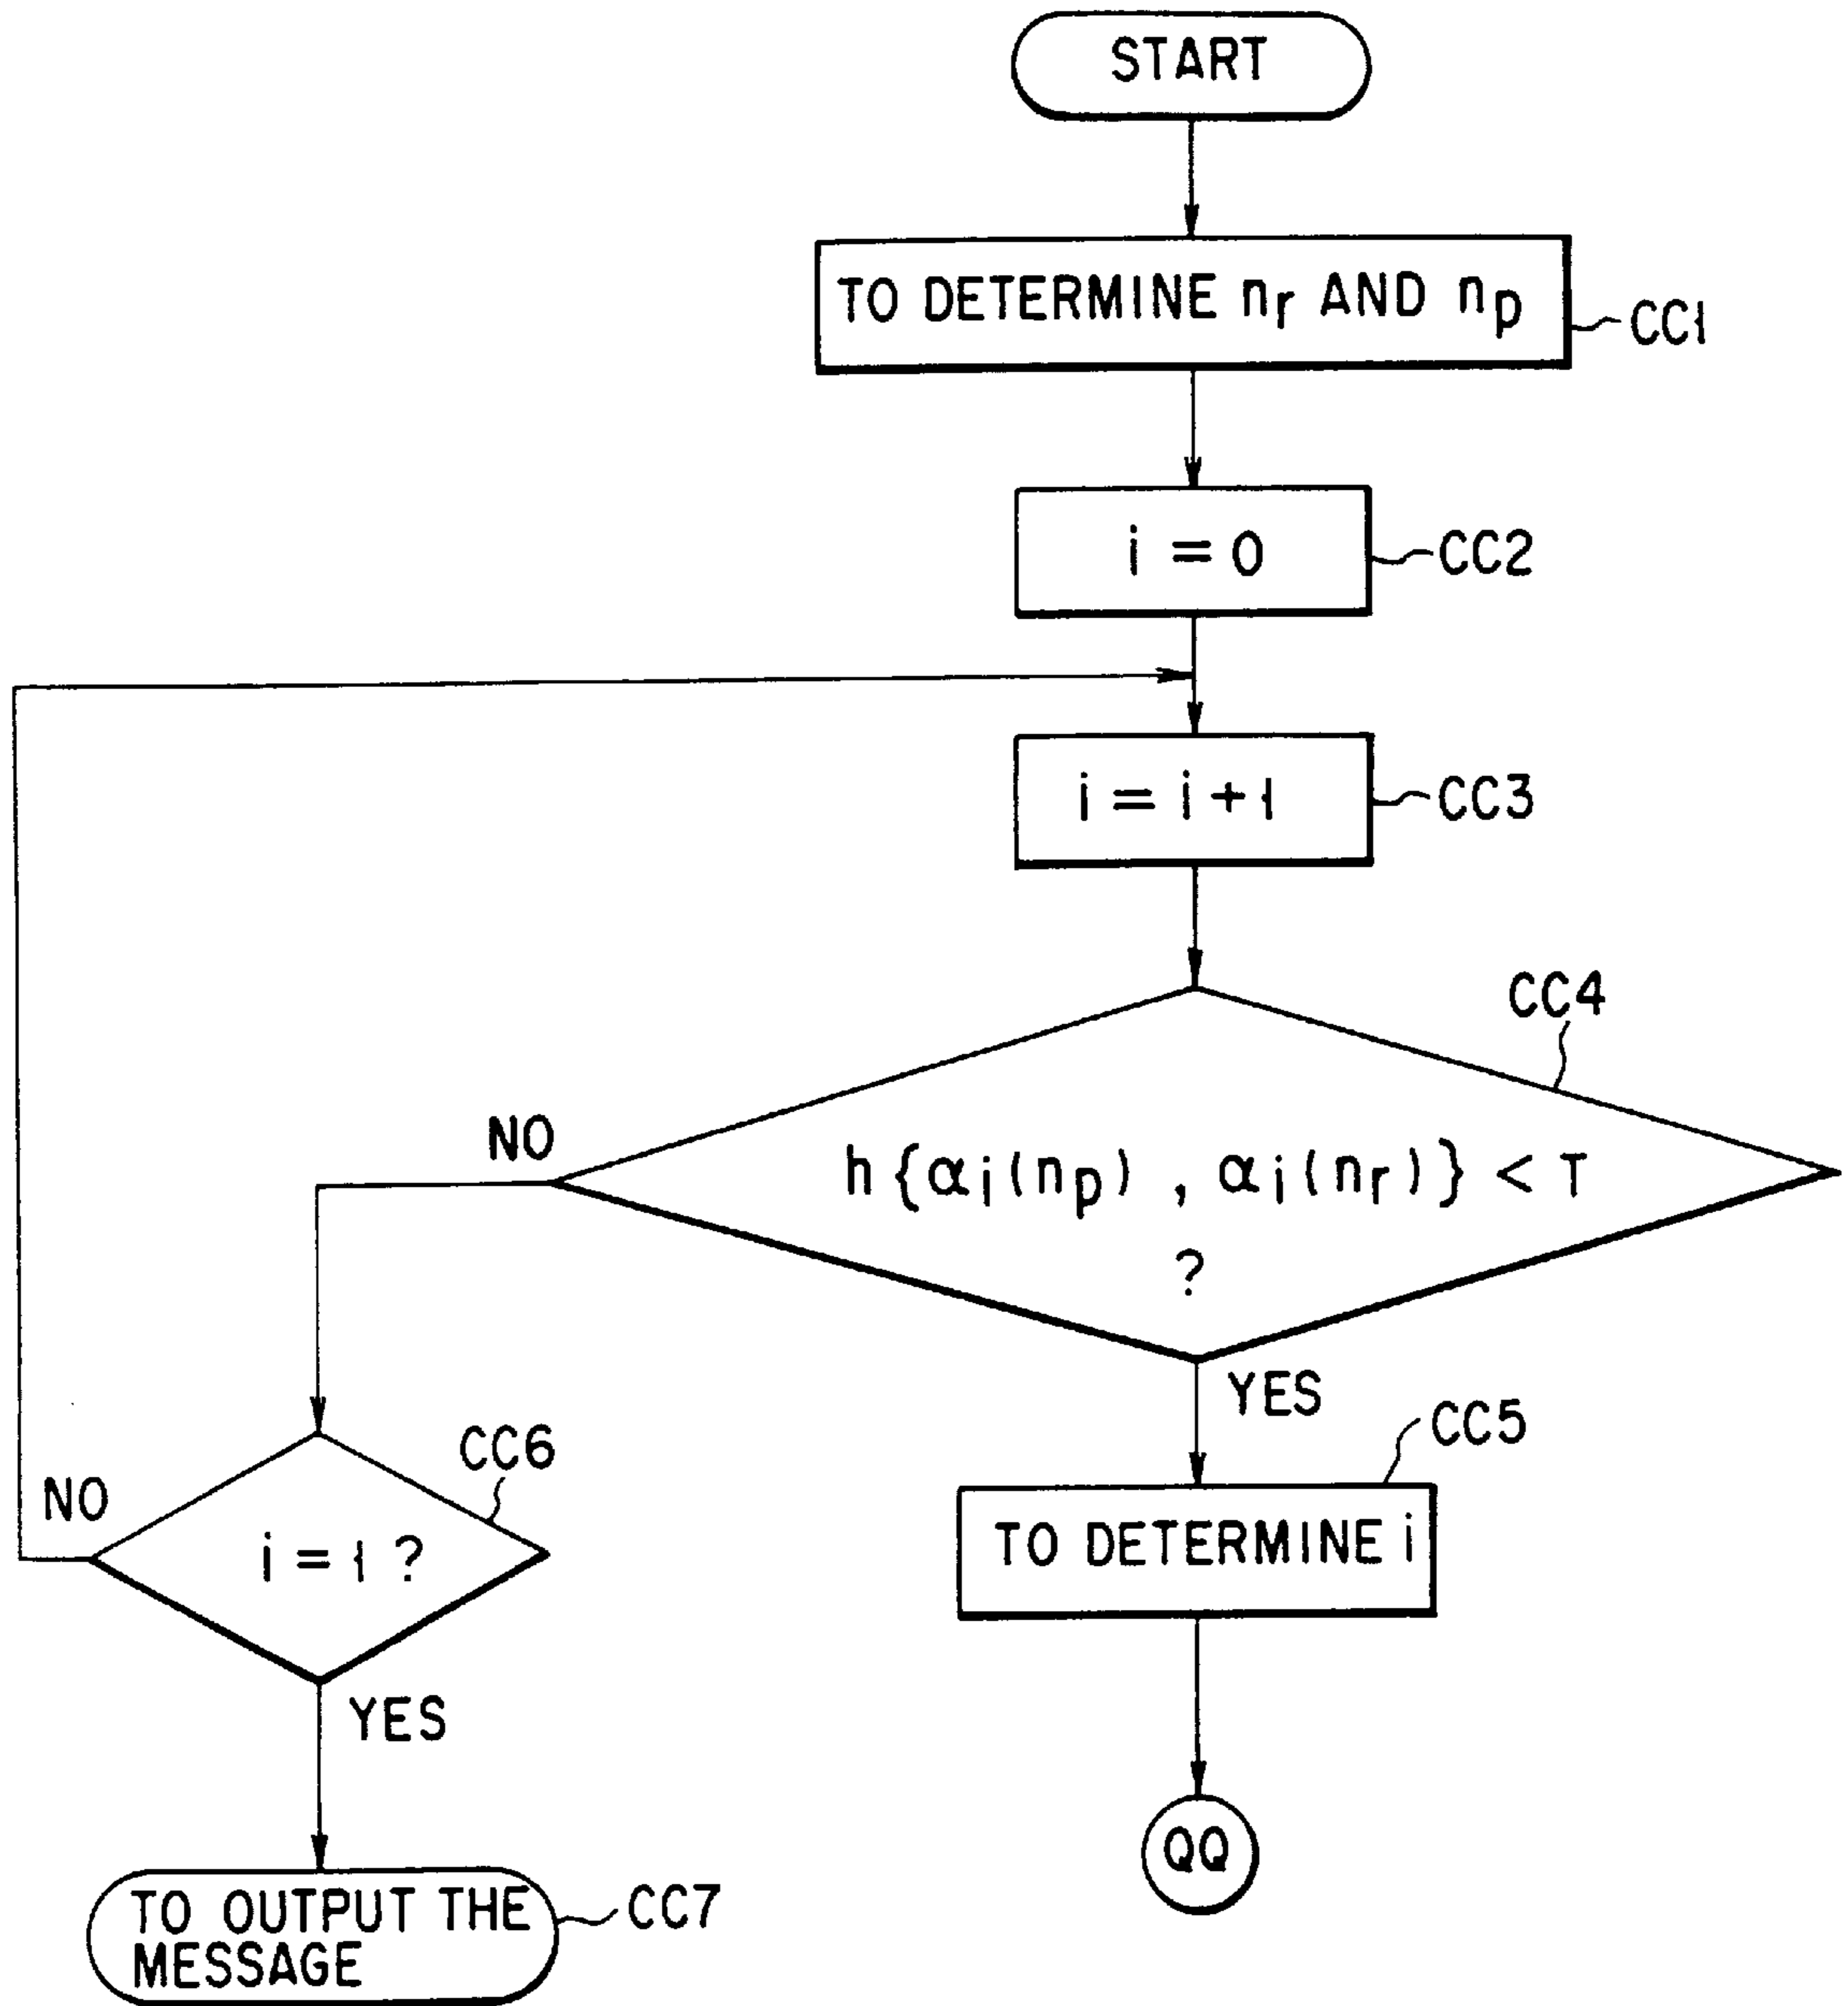 START
TO DETERMINE nr AND np
CC1
i = 0
CC2
i = i + 1
CC3
CC4
NO
h{αi(np) , αi(nr)} < T
?
YES
CC5
CC6
NO
i = 1 ?
TO DETERMINE i
YES
QQ
TO OUTPUT THE
MESSAGE
CC7